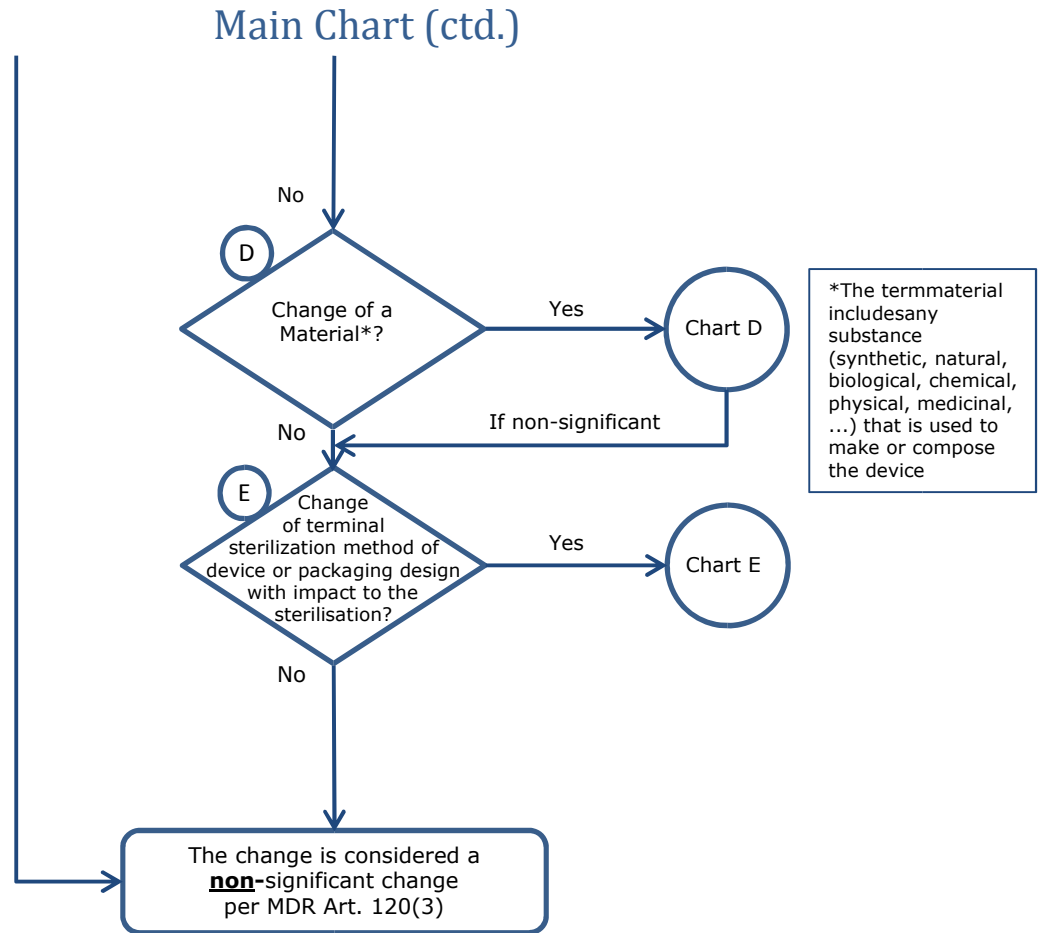 Main Chart (ctd.)
No
D
Change of a
Material*?
Yes
Chart D
*The termmaterial
includesany
substance
(synthetic, natural,
biological, chemical,
physical, medicinal,
...) that is used to
make or compose
the device
No
If non-significant
E
Change
of terminal
sterilization method of
device or packaging design
with impact to the
sterilisation?
Yes
Chart E
No
The change is considered a
non-significant change
per MDR Art. 120(3)